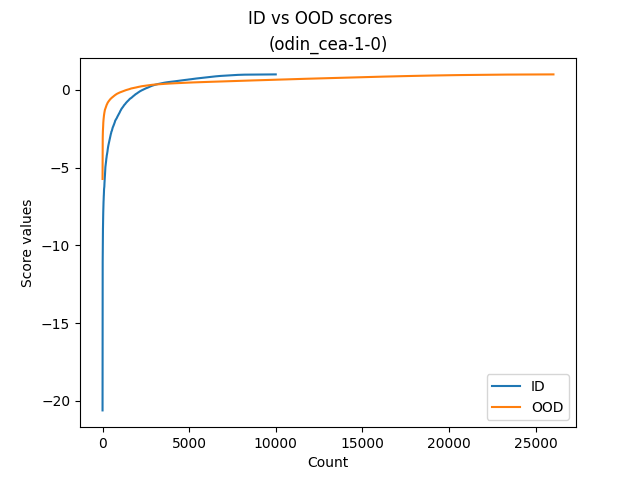 ID vs OOD scores
(odin_cea-1-0)
Score values
0
−5
−10
−15
−20
0
5000
10000
15000
20000
25000
Count
ID
OOD